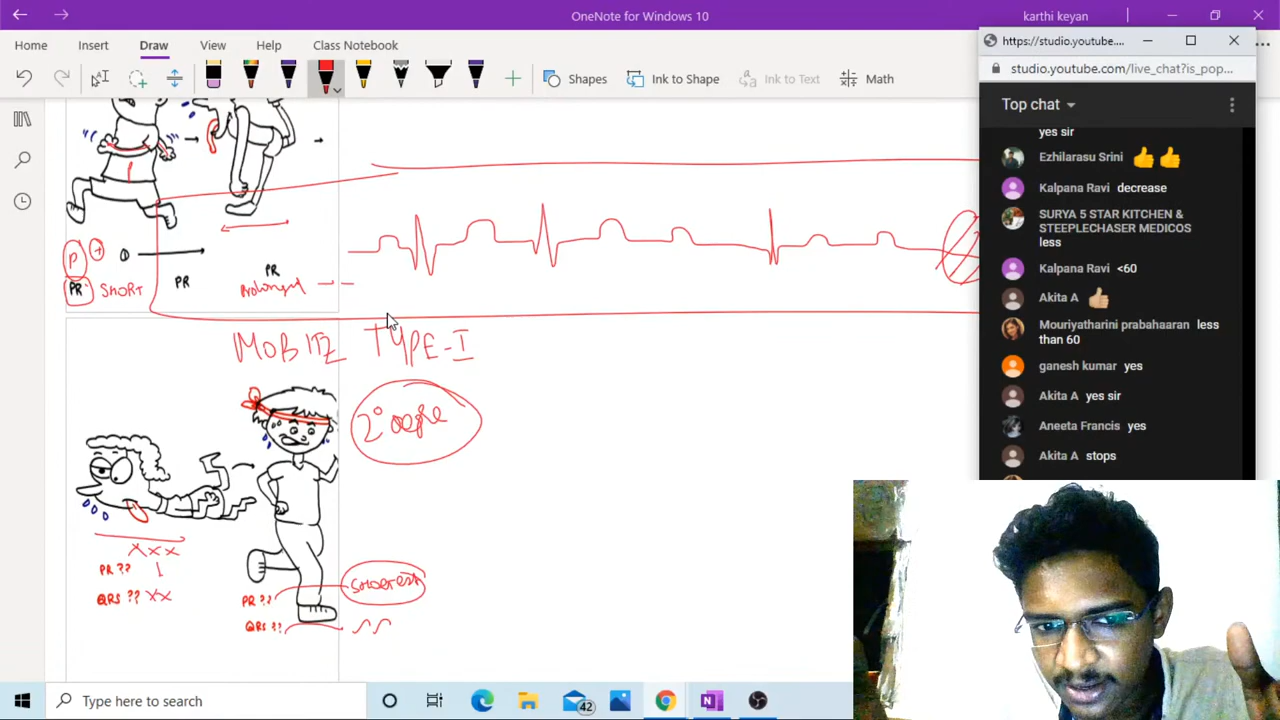 OneNote for Windows 10
karthi keyan
Home
Insert
Draw
View
Help
Class Notebook
Shapes
Ink to Shape
Ink to Text
Math
https://studio.youtube....
studio.youtube.com/live_chat?is_pop...
Top chat
yes sir
Ezhilarasu Srini
Kalpana Ravi decrease
SURYA 5 STAR KITCHEN &
STEEPLECHASER MEDICOS
less
Kalpana Ravi <60
Akita A
Mouriyatharini prabahaaran less
than 60
ganesh kumar yes
Akita A yes sir
Aneeta Francis yes
Akita A stops
P +
PR SHORT
PR
PR
Prolonged
MOBITZ TYPE-I
XXX
PR ??
QRS ?? XX
PR ??
QRS ??
Type here to search
42